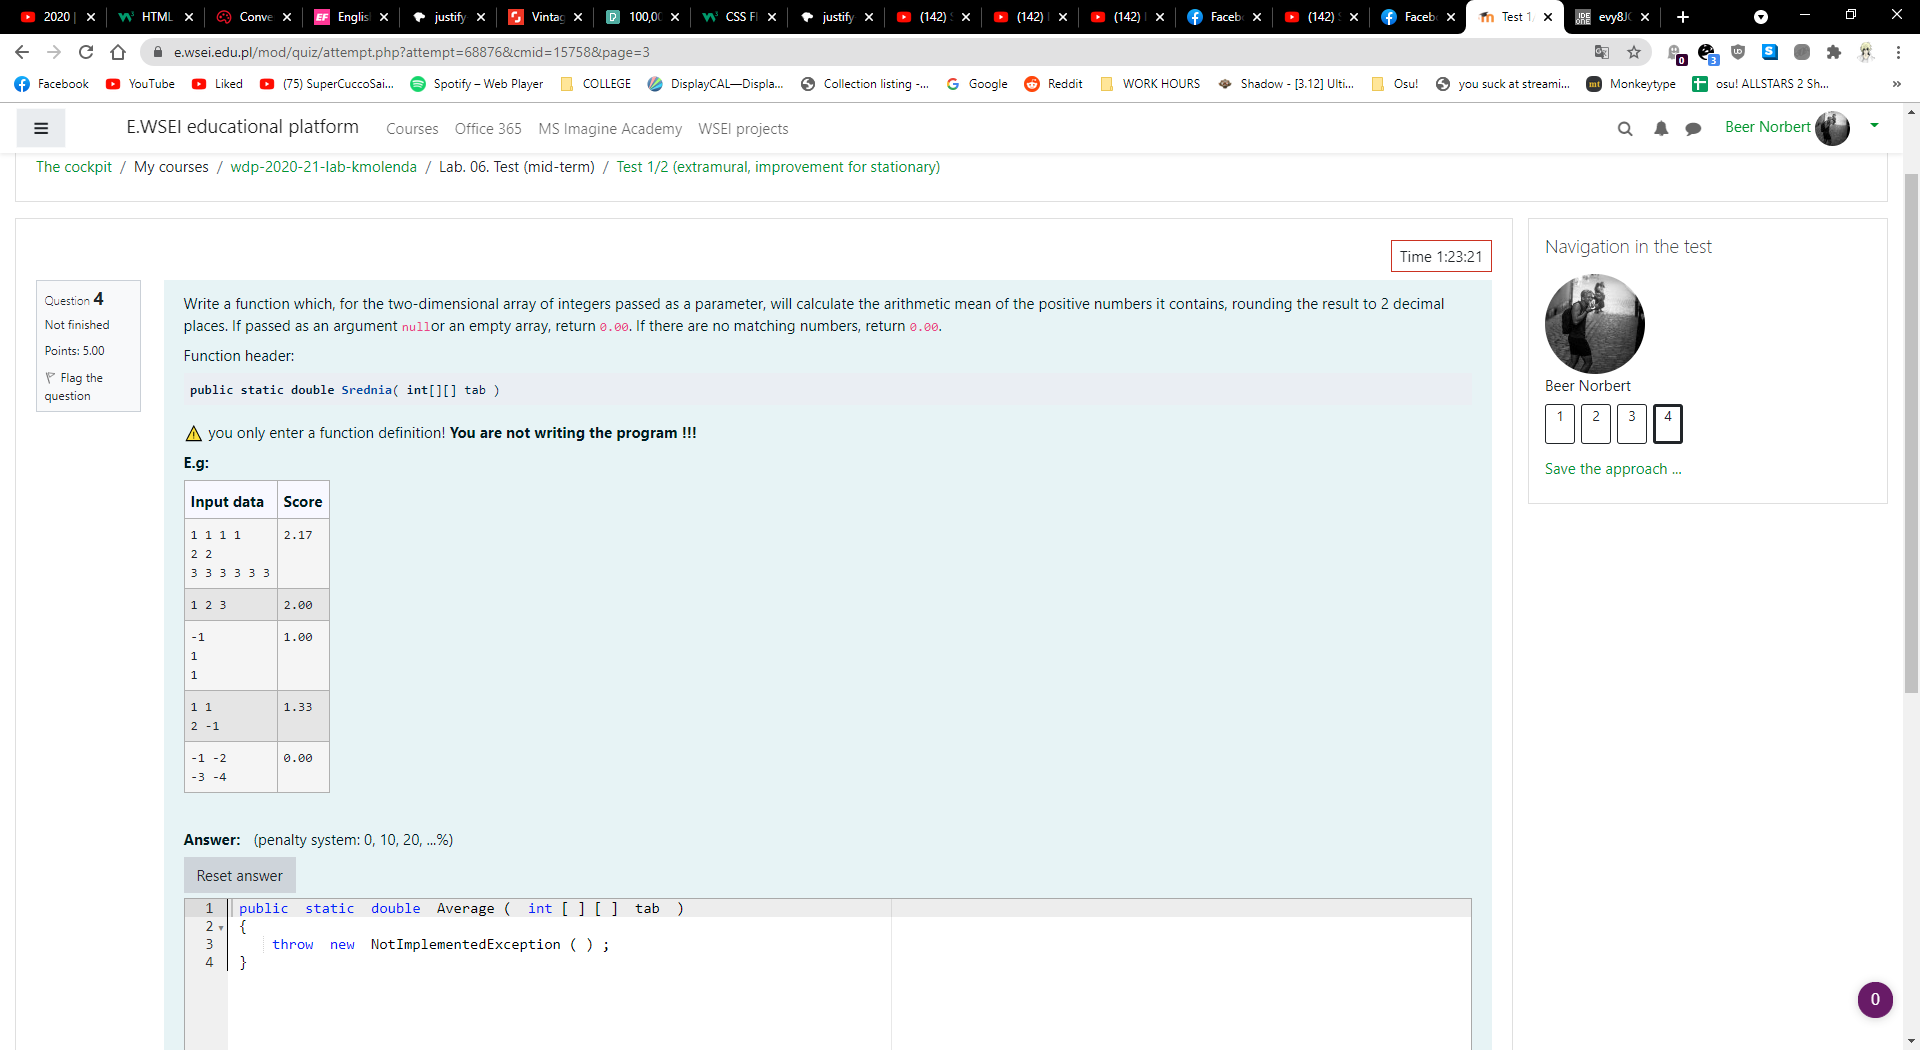 2020 |
HTML
Conve
Englis
justify
Vintag
100,0(
CSS Fl
justify
(142)
(142)
(142)
Faceb
(142)
Faceb
Test 1
evy8J(
e.wsei.edu.pl/mod/quiz/attempt.php?attempt=68876&cmid=15758&page=3
Facebook YouTube Liked (75) SuperCuccoSai... Spotify – Web Player COLLEGE DisplayCAL—Displa... Collection listing -... Google Reddit WORK HOURS Shadow - [3.12] Ulti... Osu! you suck at streami... Monkeytype osu! ALLSTARS 2 Sh... »
E.WSEI educational platform Courses Office 365 MS Imagine Academy WSEI projects Beer Norbert
The cockpit / My courses / wdp-2020-21-lab-kmolenda / Lab. 06. Test (mid-term) / Test 1/2 (extramural, improvement for stationary)
Time 1:23:21
Question 4
Not finished
Points: 5.00
Flag the
question
Write a function which, for the two-dimensional array of integers passed as a parameter, will calculate the arithmetic mean of the positive numbers it contains, rounding the result to 2 decimal
places. If passed as an argument nullor an empty array, return 0.00. If there are no matching numbers, return 0.00.
Function header:
public static double Srednia( int[][] tab )
you only enter a function definition! You are not writing the program !!!
E.g:
Input data Score
1 1 1 1 2.17
2 2
3 3 3 3 3 3
1 2 3 2.00
-1 1.00
1
1
1 1 1.33
2 -1
-1 -2 0.00
-3 -4
Answer: (penalty system: 0, 10, 20, ...%)
Reset answer
1 public static double Average ( int [ ] [ ] tab )
2 {
3 throw new NotImplementedException ( ) ;
4 }
Navigation in the test
Beer Norbert
1 2 3 4
Save the approach ...
0